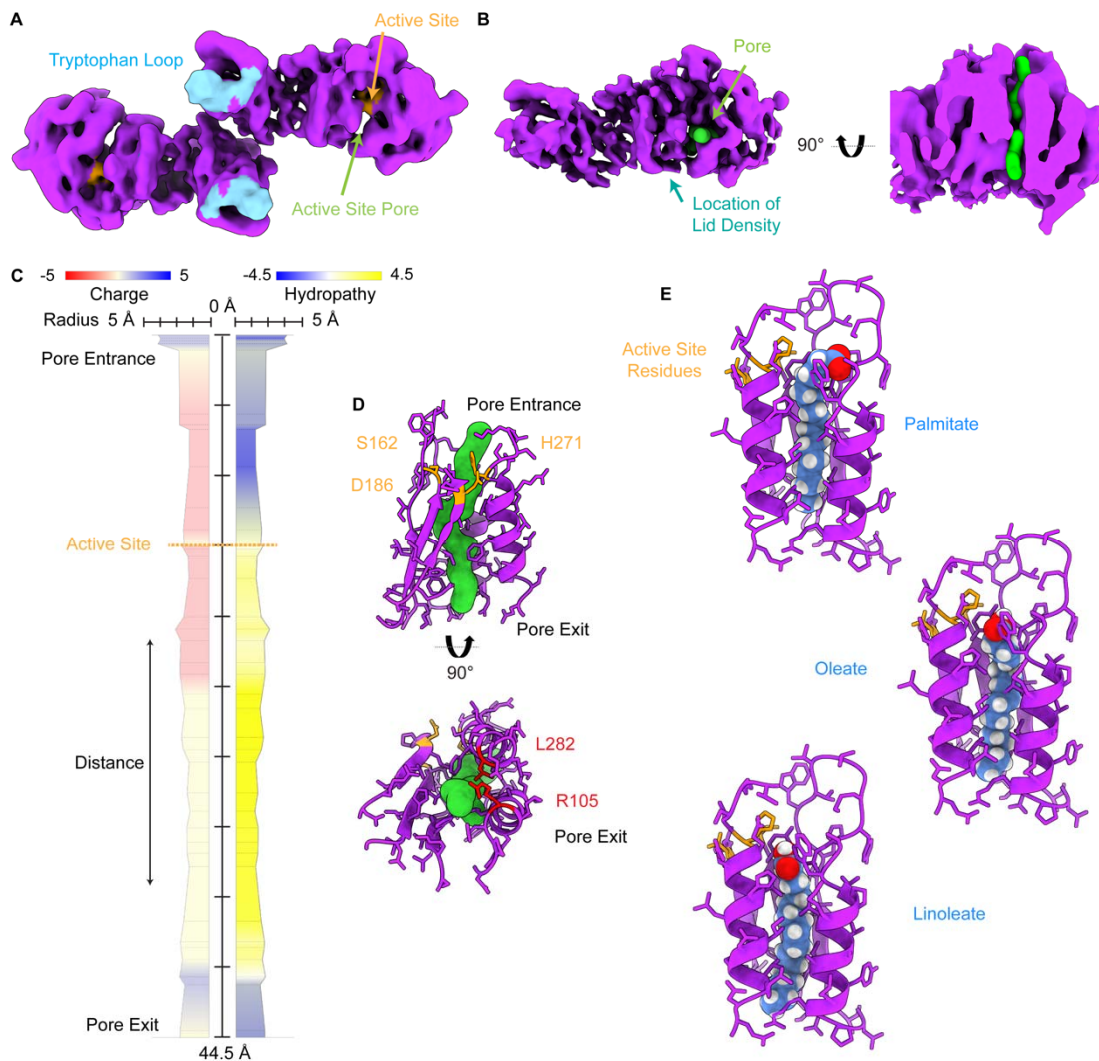 A
Active Site
Tryptophan Loop
Active Site Pore
B
Pore
90°
Location of
Lid Density
C
-5 5 -4.5 4.5
Charge Hydropathy
0 Å
Radius 5 Å 5 Å
Pore Entrance
Active Site
Distance
Pore Exit
44.5 Å
D
Pore Entrance
S162 H271
D186
Pore Exit
90°
L282
R105
Pore Exit
E
Active Site
Residues
Palmitate
Oleate
Linoleate